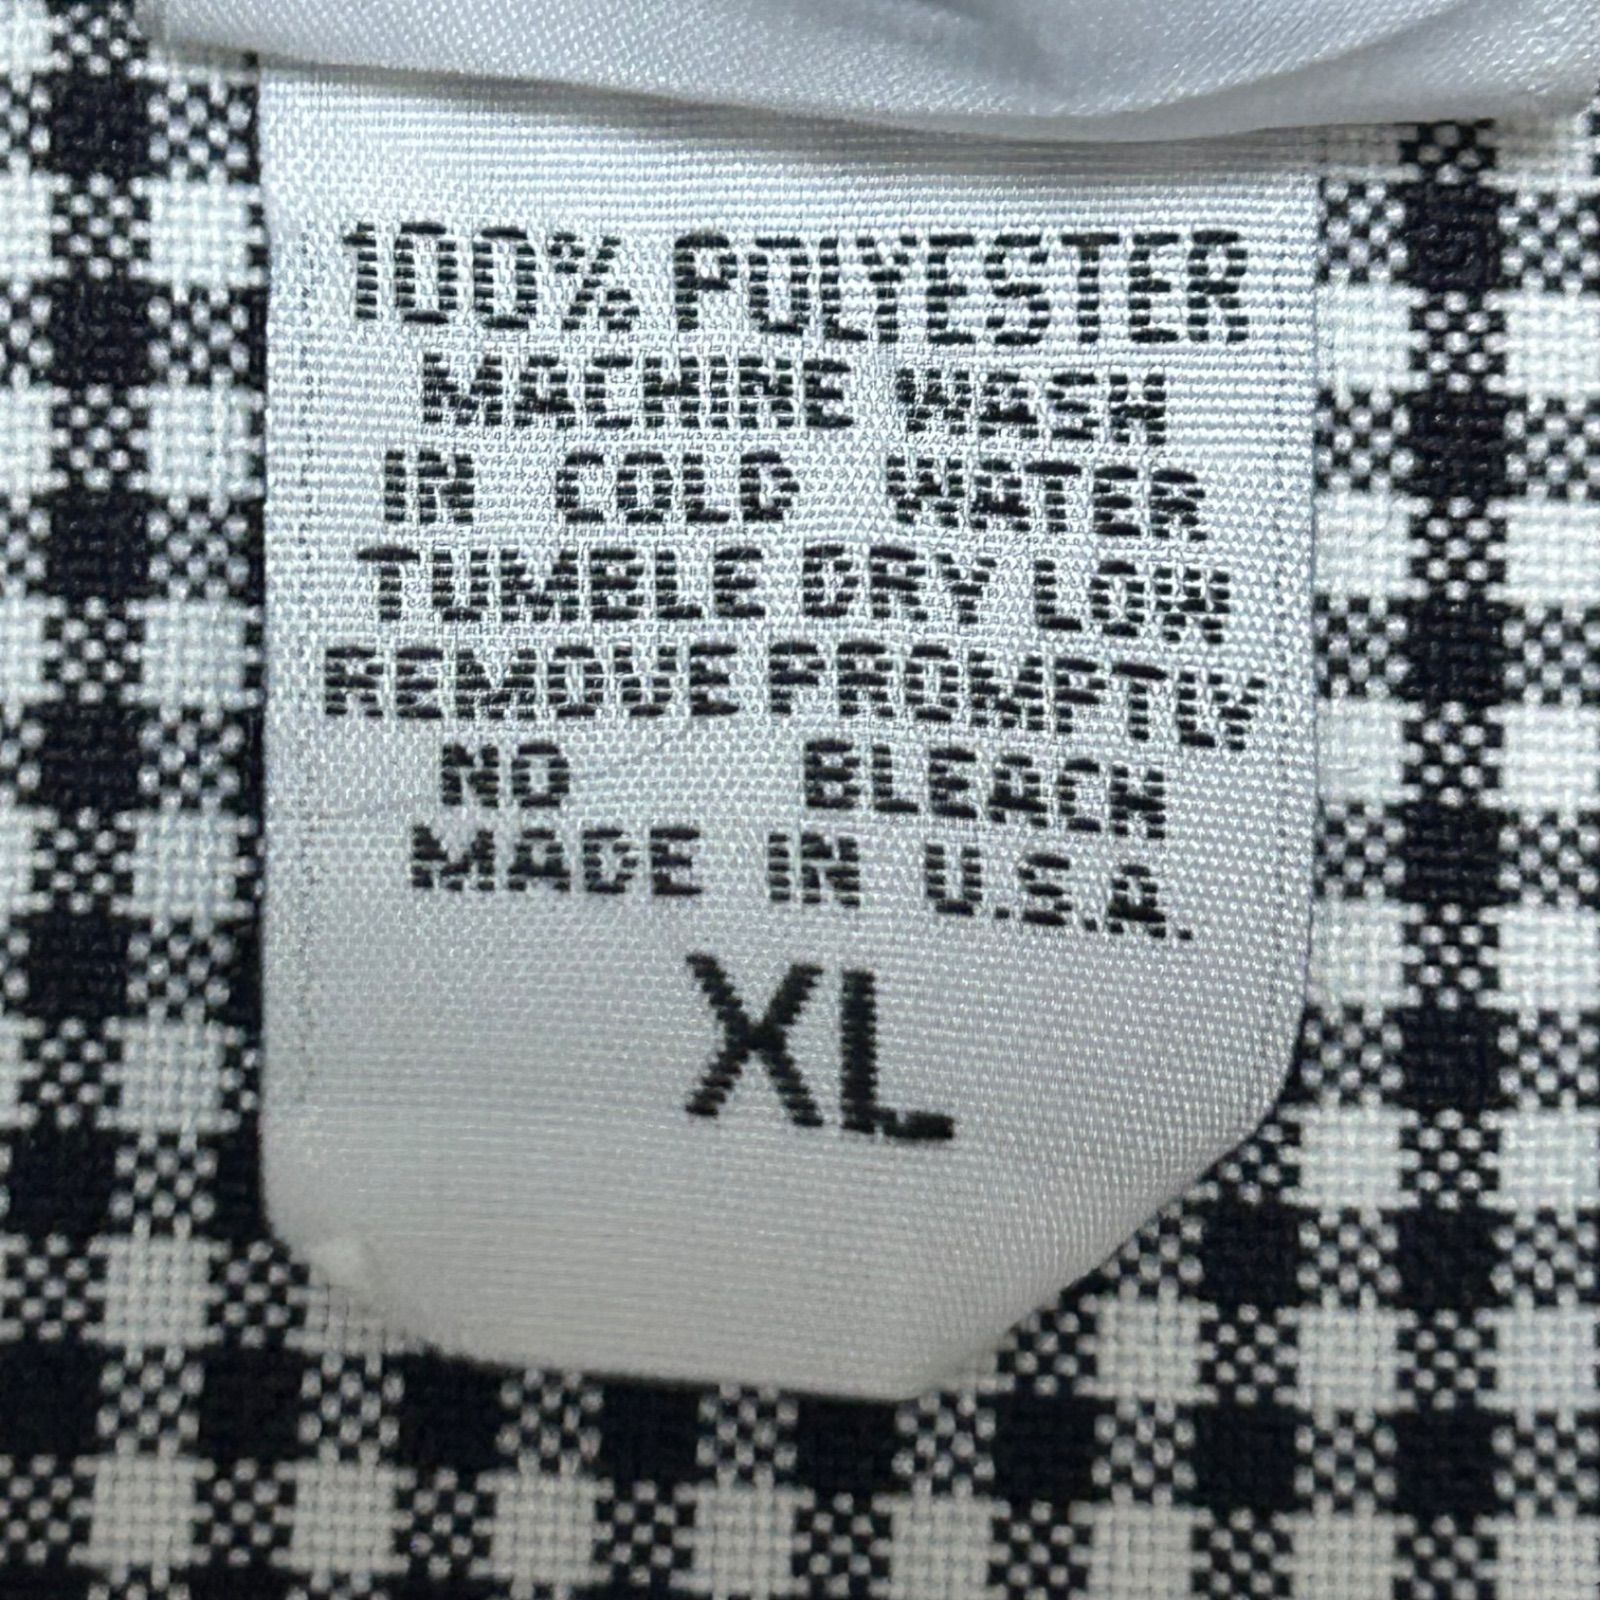 100% POLYESTER
MACHINE WASH
IN COLD WATER
TUMBLE DRY LOW
REMOVE PROMPTLY
NO BLEACH
MADE IN U.S.A.
XL